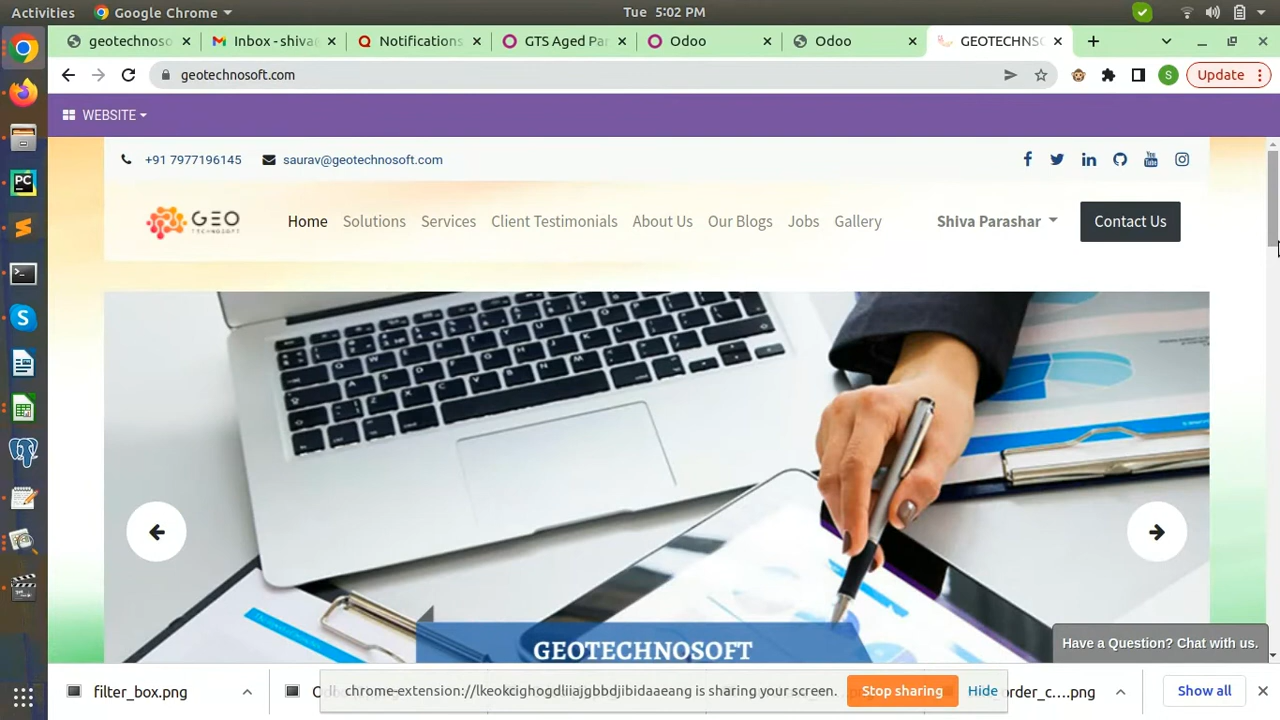 Activities Google Chrome Tue 5:02 PM
geotechnoso Inbox - shiva Notifications GTS Aged Par Odoo Odoo GEOTECHNSO
geotechnosoft.com S Update
WEBSITE
+91 7977196145 saurav@geotechnosoft.com
GEO
TECHNOSOFT
Home Solutions Services Client Testimonials About Us Our Blogs Jobs Gallery Shiva Parashar Contact Us
GEOTECHNOSOFT
Have a Question? Chat with us.
filter_box.png chrome-extension://lkeokcighogdliiajgbbdjibidaaeang is sharing your screen. Stop sharing Hide order_c....png Show all